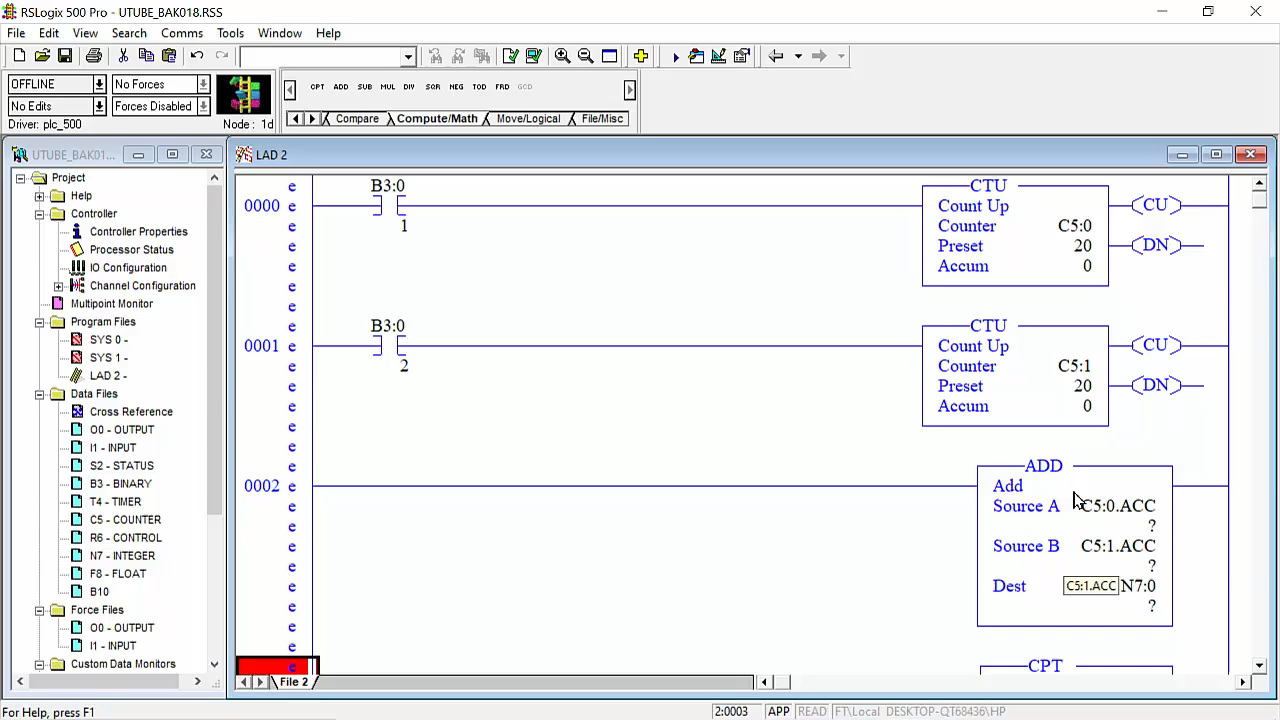 RSLogix 500 Pro - UTUBE_BAK018.RSS
File Edit View Search Comms Tools Window Help
OFFLINE No Forces
No Edits Forces Disabled
Driver: plc_500 Node : 1d
CPT ADD SUB MUL DIV SQR NEG TOD FRD GCD
Compare Compute/Math Move/Logical File/Misc
UTUBE_BAK01...
Project
Help
Controller
Controller Properties
Processor Status
IO Configuration
Channel Configuration
Multipoint Monitor
Program Files
SYS 0 -
SYS 1 -
LAD 2 -
Data Files
Cross Reference
O0 - OUTPUT
I1 - INPUT
S2 - STATUS
B3 - BINARY
T4 - TIMER
C5 - COUNTER
R6 - CONTROL
N7 - INTEGER
F8 - FLOAT
B10
Force Files
O0 - OUTPUT
I1 - INPUT
Custom Data Monitors
LAD 2
e B3:0 CTU
0000 e Count Up CU
e 1 Counter C5:0
e Preset 20 DN
e Accum 0
e
e
e B3:0 CTU
0001 e Count Up CU
e 2 Counter C5:1
e Preset 20 DN
e Accum 0
e
e
e ADD
0002 e Add
e Source A C5:0.ACC
e ?
e Source B C5:1.ACC
e ?
e Dest C5:1.ACC N7:0
e ?
e
e
e CPT
File 2
For Help, press F1 2:0003 APP READ FT\Local DESKTOP-QT68436\HP